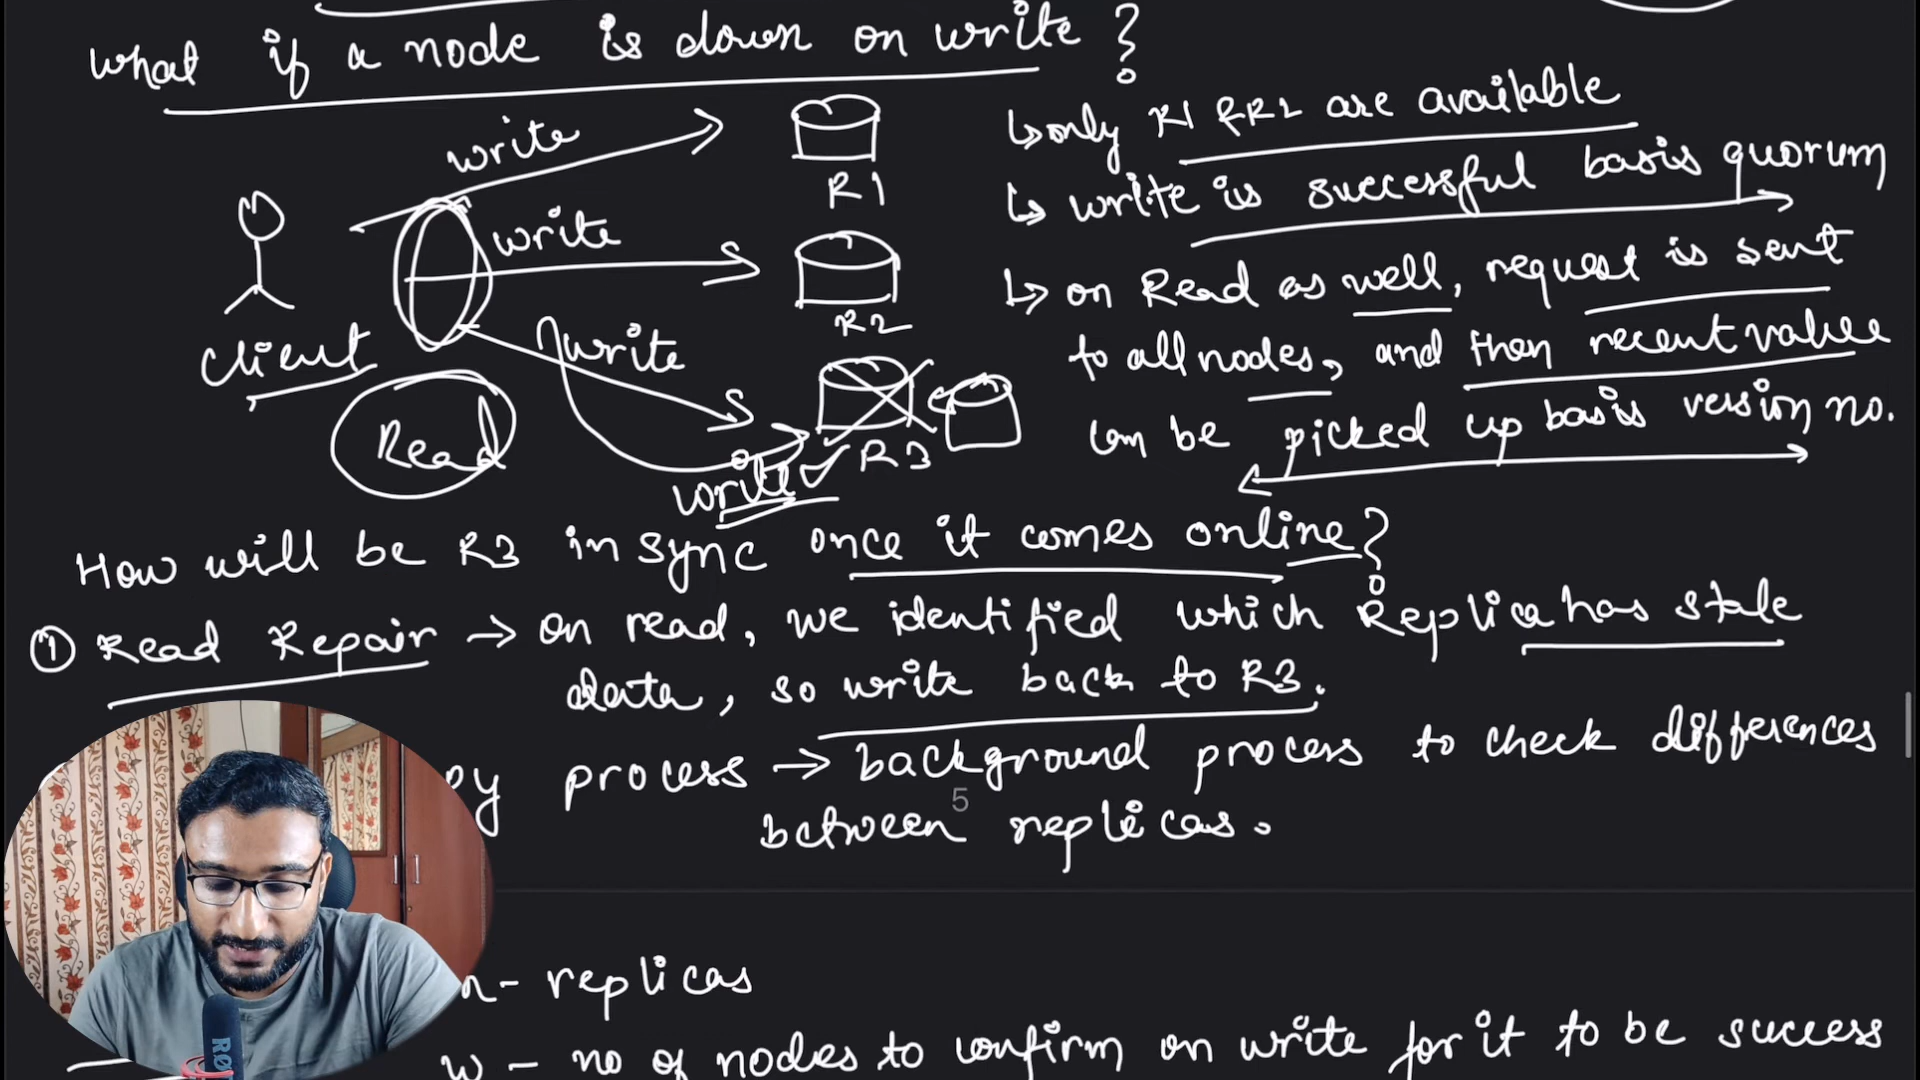 What if a node is down on write?
write
R1
write
R2
client
write
Read
write ✓
R3
↳ only R1 & R2 are available
↳ write is successful basis quorum
↳ on Read as well, request is sent
to all nodes, and then recent value
can be picked up basis version no.
How will be R3 in sync once it comes online?
① Read Repair → on read, we identified which Replica has stale
data, so write back to R3.
py process → background process to check differences
5
between replicas.
n - replicas
w - no of nodes to confirm on write for it to be success